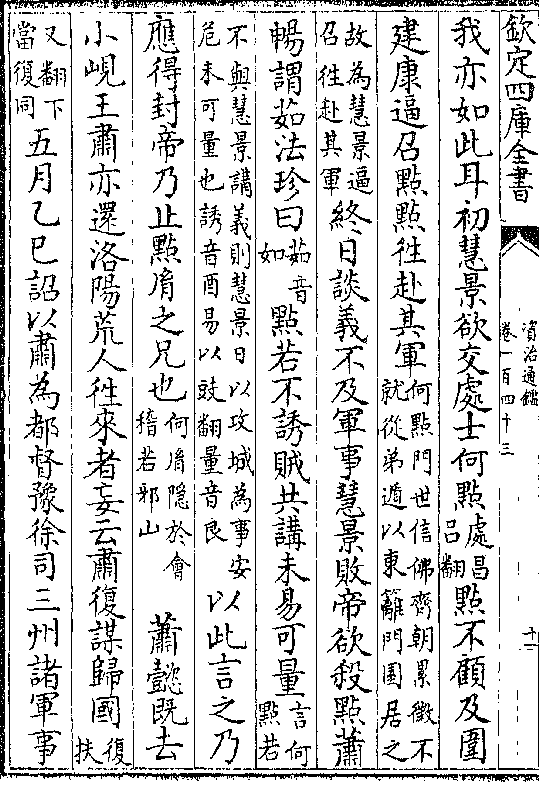 欽定四庫全書
資治通鑑
卷一百四十三
十一
我亦如此耳初慧景欲交處士何點處昌吕翻點不顧及圍
建康逼召點點徃赴其軍何點門世信佛齊朝累徴不就從弟遁以東籬門園居之
故為慧景逼召徃赴其軍終日談義不及軍事慧景敗帝欲殺點蕭
暢謂茹法珍曰茹音如點若不誘賊共講未易可量言何點若
不與慧景講義則慧景日以攻城為事安危未可量也誘音酉易以豉翻量音良以此言之乃
應得封帝乃止點胤之兄也何胤隱於會稽若邪山蕭懿既去
小峴王肅亦還洛陽荒人徃來者妄云肅復謀歸國復扶
又翻下當復同五月乙巳詔以肅為都督豫徐司三州諸軍事